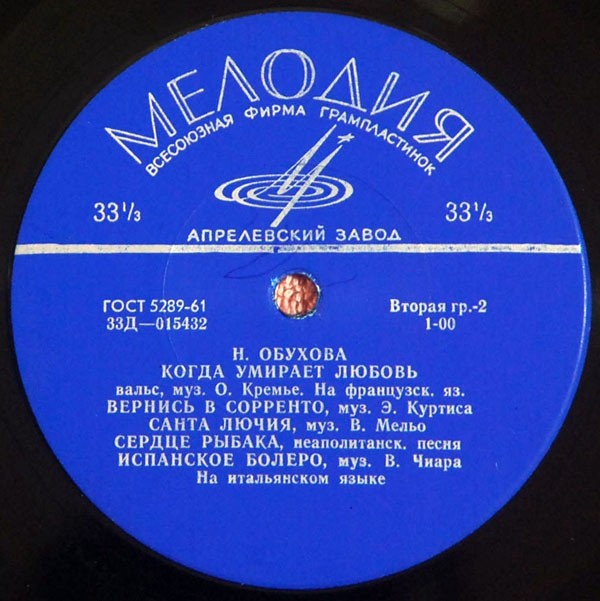 МЕЛОДИЯ
ВСЕСОЮЗНАЯ ФИРМА ГРАМПЛАСТИНОК
33⅓ 33⅓
АПРЕЛЕВСКИЙ ЗАВОД
ГОСТ 5289-61 Вторая гр.-2
33Д—015432 1-00
Н. ОБУХОВА
КОГДА УМИРАЕТ ЛЮБОВЬ
вальс, муз. О. Кремье. На французск. яз.
ВЕРНИСЬ В СОРРЕНТО, муз. Э. Куртиса
САНТА ЛЮЧИЯ, муз. В. Мельо
СЕРДЦЕ РЫБАКА, неаполитанск. песня
ИСПАНСКОЕ БОЛЕРО, муз. В. Чиара
На итальянском языке